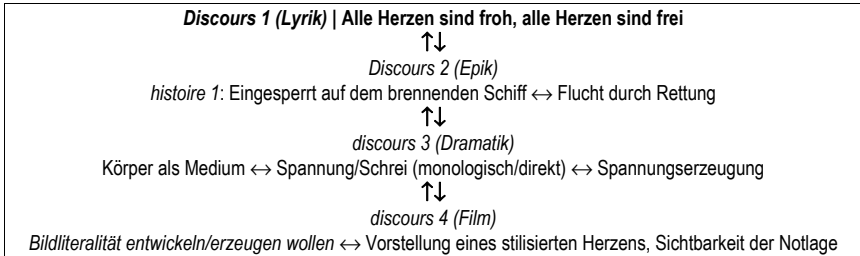 Discours 1 (Lyrik) | Alle Herzen sind froh, alle Herzen sind frei
↑↓
Discours 2 (Epik)
histoire 1: Eingesperrt auf dem brennenden Schiff ↔ Flucht durch Rettung
↑↓
discours 3 (Dramatik)
Körper als Medium ↔ Spannung/Schrei (monologisch/direkt) ↔ Spannungserzeugung
↑↓
discours 4 (Film)
Bildliteralität entwickeln/erzeugen wollen ↔ Vorstellung eines stilisierten Herzens, Sichtbarkeit der Notlage